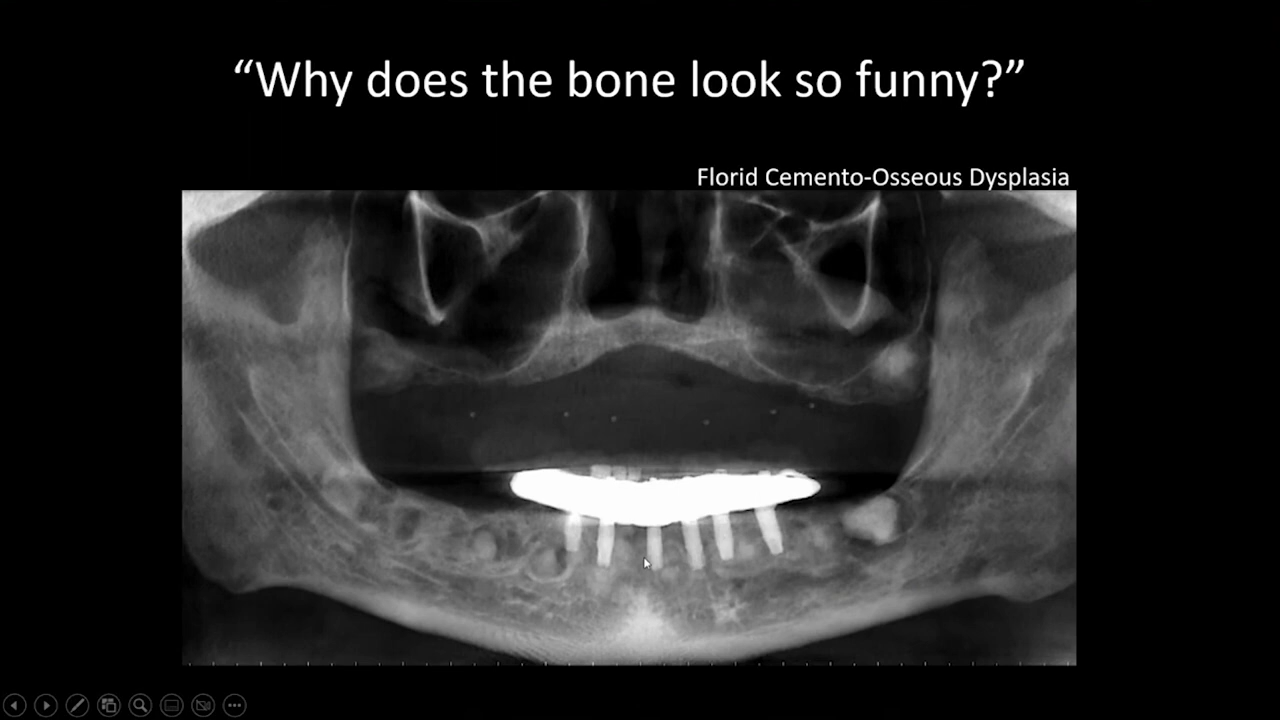 “Why does the bone look so funny?”
Florid Cemento-Osseous Dysplasia